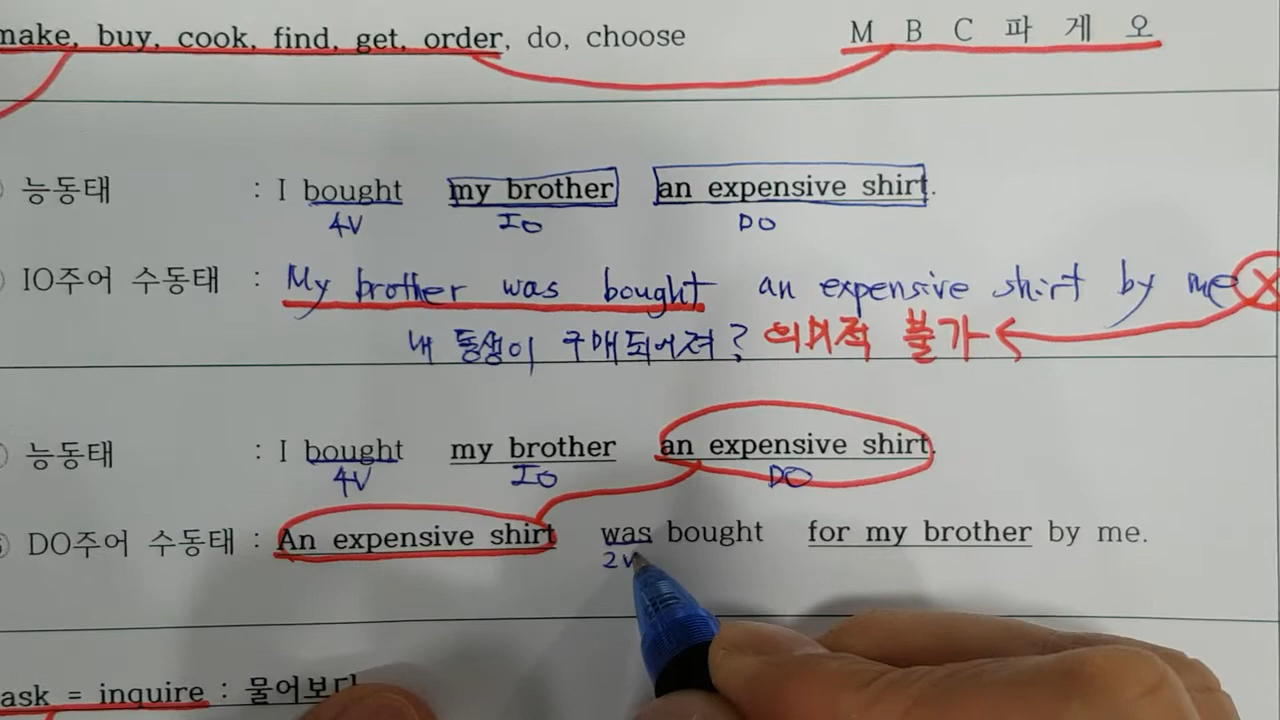 make, buy, cook, find, get, order, do, choose M B C 파 게 오
능동태 : I bought my brother an expensive shirt.
4V IO DO
IO주어 수동태 : My brother was bought an expensive shirt by me
내 동생이 구매되어져? 의미적 불가
능동태 : I bought my brother an expensive shirt.
4V IO DO
DO주어 수동태 : An expensive shirt was bought for my brother by me.
2V
ask = inquire : 물어보다